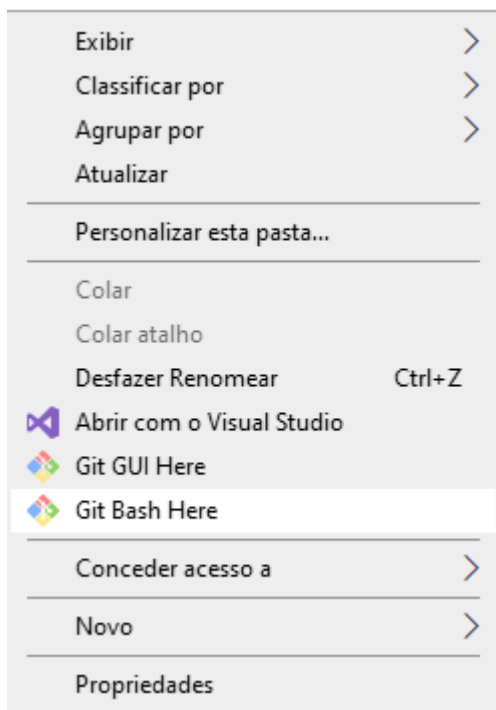 Exibir
Classificar por
Agrupar por
Atualizar
Personalizar esta pasta...
Colar
Colar atalho
Desfazer Renomear Ctrl+Z
Abrir com o Visual Studio
Git GUI Here
Git Bash Here
Conceder acesso a
Novo
Propriedades